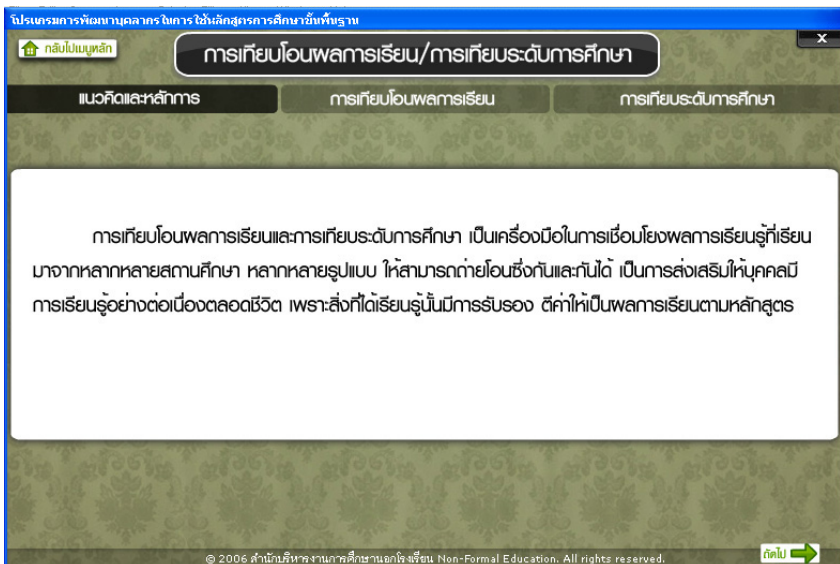 โปรแกรมการพัฒนาบุคลากรในการใช้หลักสูตรการศึกษาขั้นพื้นฐาน
กลับไปเมนูหลัก
การเทียบโอนผลการเรียน/การเทียบระดับการศึกษา
x
แนวคิดและหลักการ
การเทียบโอนผลการเรียน
การเทียบระดับการศึกษา
การเทียบโอนผลการเรียนและการเทียบระดับการศึกษา เป็นเครื่องมือในการเชื่อมโยงผลการเรียนรู้ที่เรียน
มาจากหลากหลายสถานศึกษา หลากหลายรูปแบบ ให้สามารถถ่ายโอนซึ่งกันและกันได้ เป็นการส่งเสริมให้บุคคลมี
การเรียนรู้อย่างต่อเนื่องตลอดชีวิต เพราะสิ่งที่ได้เรียนรู้นั้นมีการรับรอง ตีค่าให้เป็นผลการเรียนตามหลักสูตร
© 2006 สำนักบริหารงานการศึกษานอกโรงเรียน Non-Formal Education. All rights reserved.
ถัดไป